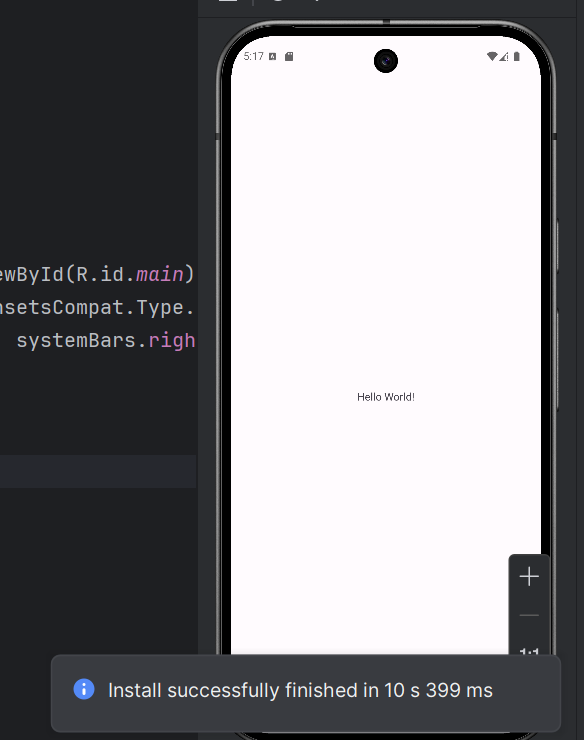 5:17
ewById(R.id.main)
nsetsCompat.Type.
systemBars.righ
Hello World!
1:1
Install successfully finished in 10 s 399 ms